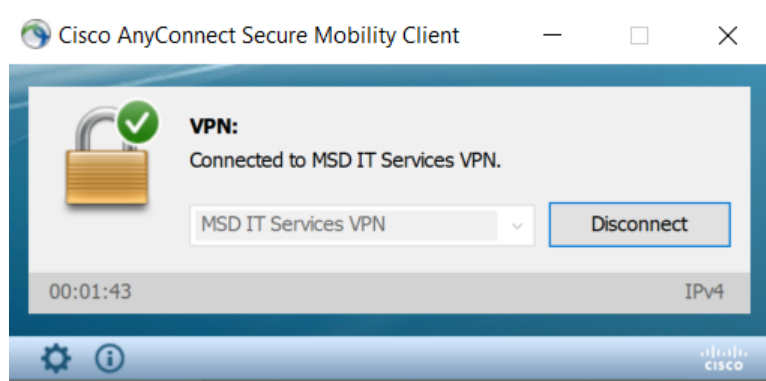 Cisco AnyConnect Secure Mobility Client
VPN:
Connected to MSD IT Services VPN.
MSD IT Services VPN
Disconnect
00:01:43
IPv4
cisco